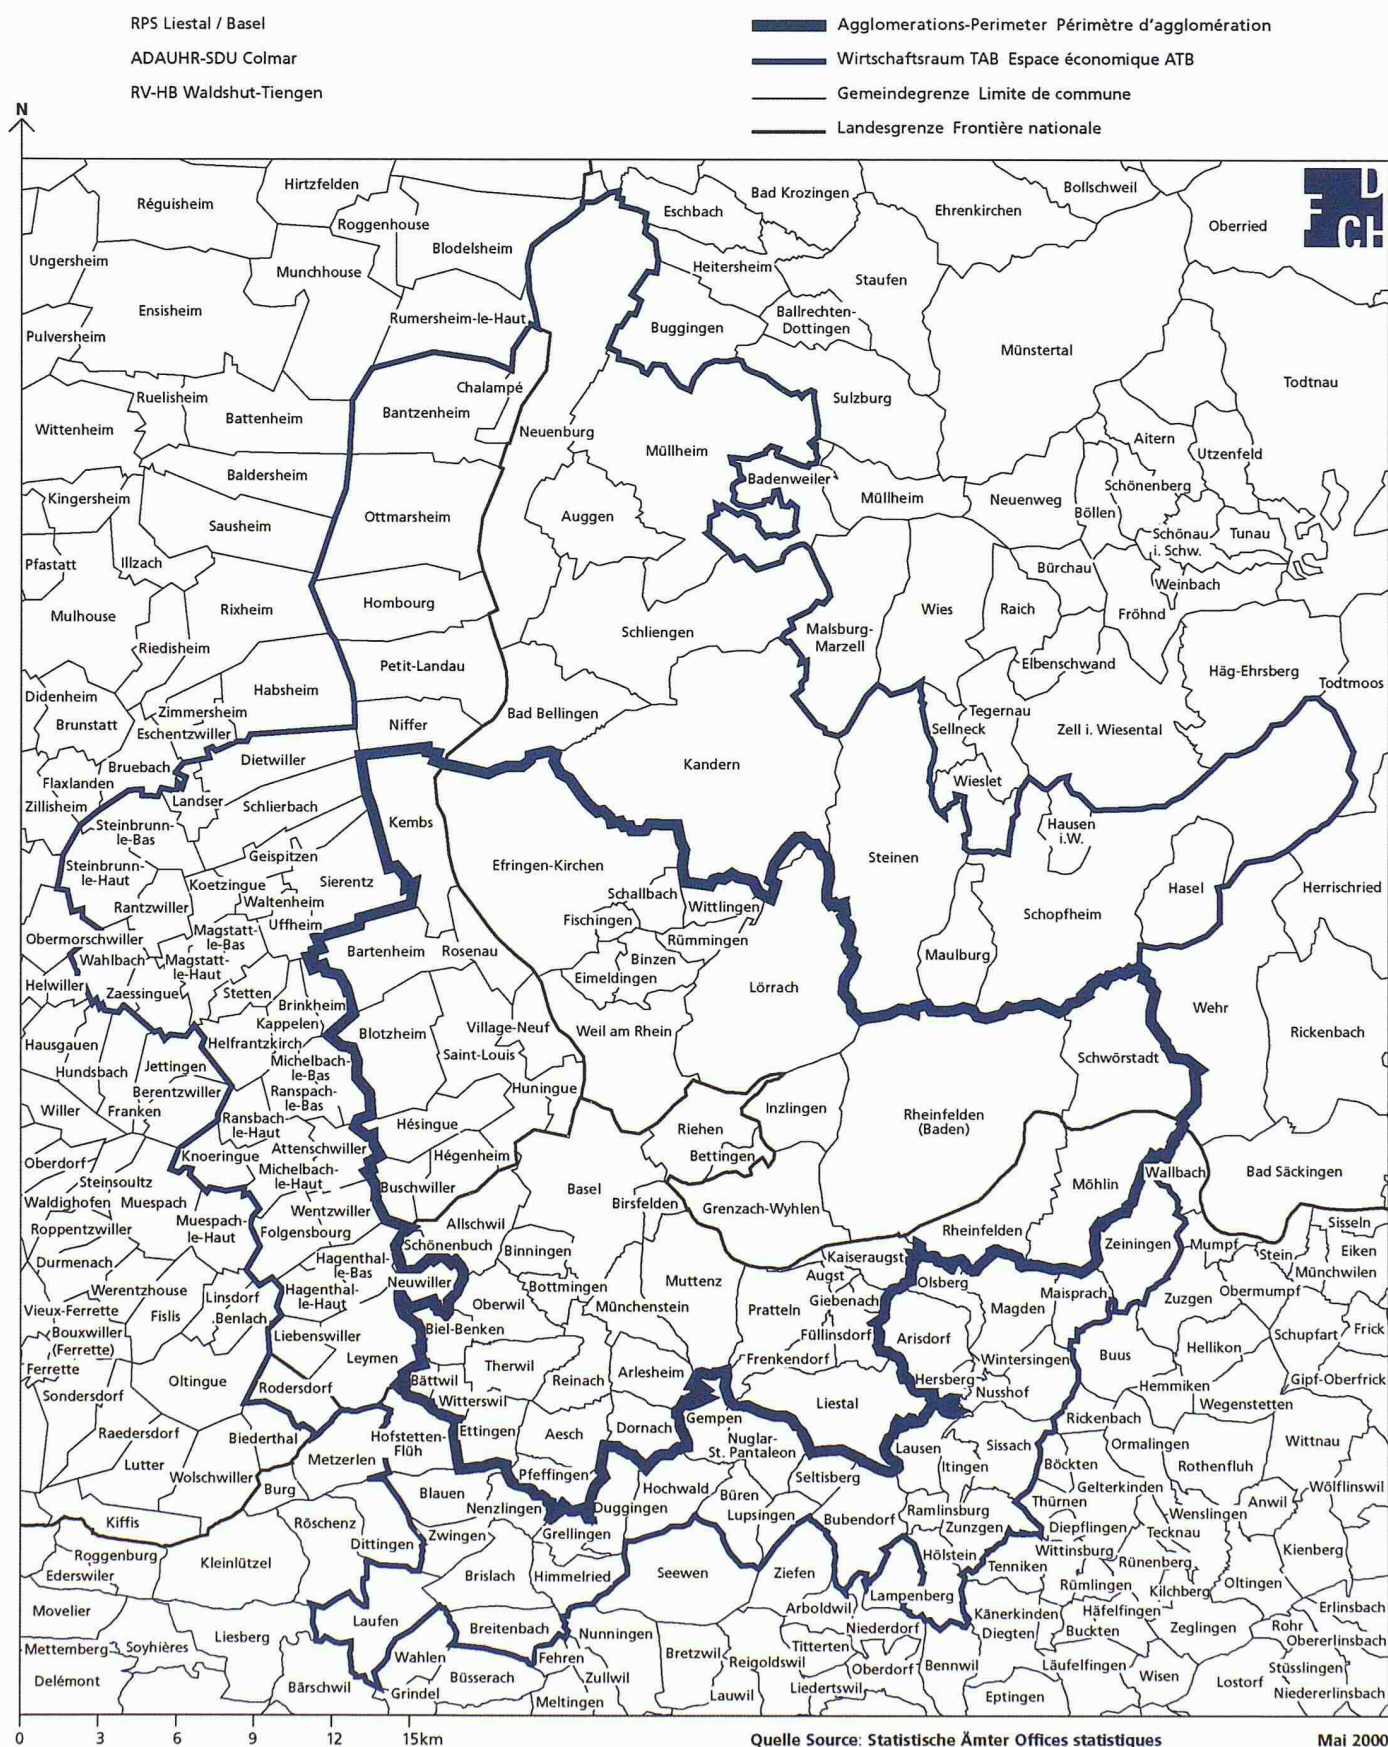 RPS Liestal / Basel
ADAUHR-SDU Colmar
RV-HB Waldshut-Tiengen
Agglomerations-Perimeter Périmètre d'agglomération
Wirtschaftsraum TAB Espace économique ATB
Gemeindegrenze Limite de commune
Landesgrenze Frontière nationale
N
D
F
CH
Réguisheim
Hirtzfelden
Roggenhouse
Blodelsheim
Eschbach
Bad Krozingen
Ehrenkirchen
Bollschweil
Oberried
Ungersheim
Munchhouse
Heitersheim
Staufen
Ensisheim
Rumersheim-le-Haut
Buggingen
Ballrechten-
Dottingen
Pulversheim
Münstertal
Todtnau
Chalampé
Ruelisheim
Battenheim
Bantzenheim
Sulzburg
Wittenheim
Neuenburg
Müllheim
Aitern
Utzenfeld
Baldersheim
Badenweiler
Müllheim
Neuenweg
Schönenberg
Kingersheim
Böllen
Sausheim
Ottmarsheim
Auggen
Schönau
i. Schw.
Tunau
Pfastatt
Illzach
Bürchau
Weinbach
Mulhouse
Rixheim
Hombourg
Wies
Raich
Fröhnd
Schliengen
Malsburg-
Marzell
Riedisheim
Petit-Landau
Elbenschwand
Häg-Ehrsberg
Todtmoos
Didenheim
Habsheim
Brunstatt
Zimmersheim
Eschentzwiller
Niffer
Bad Bellingen
Tegernau
Sellneck
Zell i. Wiesental
Bruebach
Dietwiller
Kandern
Wieslet
Flaxlanden
Zillisheim
Landser
Schlierbach
Steinbrunn-
le-Bas
Kembs
Hausen
i.W.
Steinbrunn-
le-Haut
Geispitzen
Koetzingue
Sierentz
Efringen-Kirchen
Steinen
Hasel
Herrischried
Waltenheim
Rantzwiller
Uffheim
Schallbach
Wittlingen
Fischingen
Schopfheim
Obermorschwiller
Magstatt-
le-Bas
Bartenheim
Rosenau
Rümmingen
Binzen
Wahlbach
Magstatt-
le-Haut
Eimeldingen
Maulburg
Helwiller
Zaessingue
Stetten
Brinkheim
Lörrach
Wehr
Kappelen
Blotzheim
Village-Neuf
Weil am Rhein
Rickenbach
Hausgauen
Helfrantzkirch
Saint-Louis
Schwörstadt
Hundsbach
Jettingen
Michelbach-
le-Bas
Berentzwiller
Ranspach-
le-Bas
Huningue
Willer
Franken
Ransbach-
le-Haut
Hésingue
Inzlingen
Rheinfelden
(Baden)
Riehen
Attenschwiller
Hégenheim
Bettingen
Oberdorf
Knoeringue
Michelbach-
le-Haut
Wallbach
Bad Säckingen
Steinsoultz
Buschwiller
Basel
Möhlin
Waldighofen
Muespach
Birsfelden
Grenzach-Wyhlen
Wentzwiller
Muespach-
le-Haut
Folgensbourg
Allschwil
Rheinfelden
Sisseln
Roppentzwiller
Schönenbuch
Binningen
Kaiseraugst
Zeiningen
Mumpf
Stein
Eiken
Durmenach
Hagenthal-
le-Bas
Neuwiller
Augst
Olsberg
Münchwilen
Muttenz
Werentzhouse
Linsdorf
Hagenthal-
le-Haut
Bottmingen
Giebenach
Maisprach
Zuzgen
Obermumpf
Vieux-Ferrette
Fislis
Benlach
Oberwil
Münchenstein
Pratteln
Magden
Bouxwiller
(Ferrette)
Liebenswiller
Biel-Benken
Füllinsdorf
Arisdorf
Schupfart
Frick
Hellikon
Ferrette
Leymen
Therwil
Frenkendorf
Wintersingen
Buus
Oltingue
Bättwil
Reinach
Arlesheim
Hersberg
Nusshof
Gipf-Oberfrick
Sondersdorf
Rodersdorf
Witterswil
Liestal
Hemmiken
Wegenstetten
Raedersdorf
Biederthal
Hofstetten-
Flüh
Ettingen
Aesch
Dornach
Gempen
Rickenbach
Nuglar-
St. Pantaleon
Lausen
Sissach
Ormalingen
Wittnau
Lutter
Metzerlen
Wolschwiller
Pfeffingen
Seltisberg
Itingen
Böckten
Rothenfluh
Burg
Blauen
Hochwald
Büren
Gelterkinden
Wölflinswil
Kiffis
Röschenz
Nenzlingen
Duggingen
Lupsingen
Bubendorf
Ramlinsburg
Thürnen
Anwil
Wenslingen
Zwingen
Grellingen
Zunzgen
Diepflingen
Tecknau
Dittingen
Roggenburg
Kleinlützel
Hölstein
Wittinsburg
Rünenberg
Kienberg
Ederswiler
Brislach
Himmelried
Seewen
Ziefen
Tenniken
Rümlingen
Kilchberg
Oltingen
Lampenberg
Movelier
Laufen
Arboldwil
Känerkinden
Häfelfingen
Erlinsbach
Liesberg
Breitenbach
Nunningen
Niederdorf
Diegten
Buckten
Zeglingen
Rohr
Obererlinsbach
Mettemberg
Soyhières
Titterten
Wahlen
Fehren
Bretzwil
Reigoldswil
Oberdorf
Bennwil
Läufelfingen
Stüsslingen
Delémont
Büsserach
Zullwil
Wisen
Lostorf
Bärschwil
Grindel
Meltingen
Lauwil
Liedertswil
Eptingen
Niedererlinsbach
0 3 6 9 12 15km
Quelle Source: Statistische Ämter Offices statistiques
Mai 2000